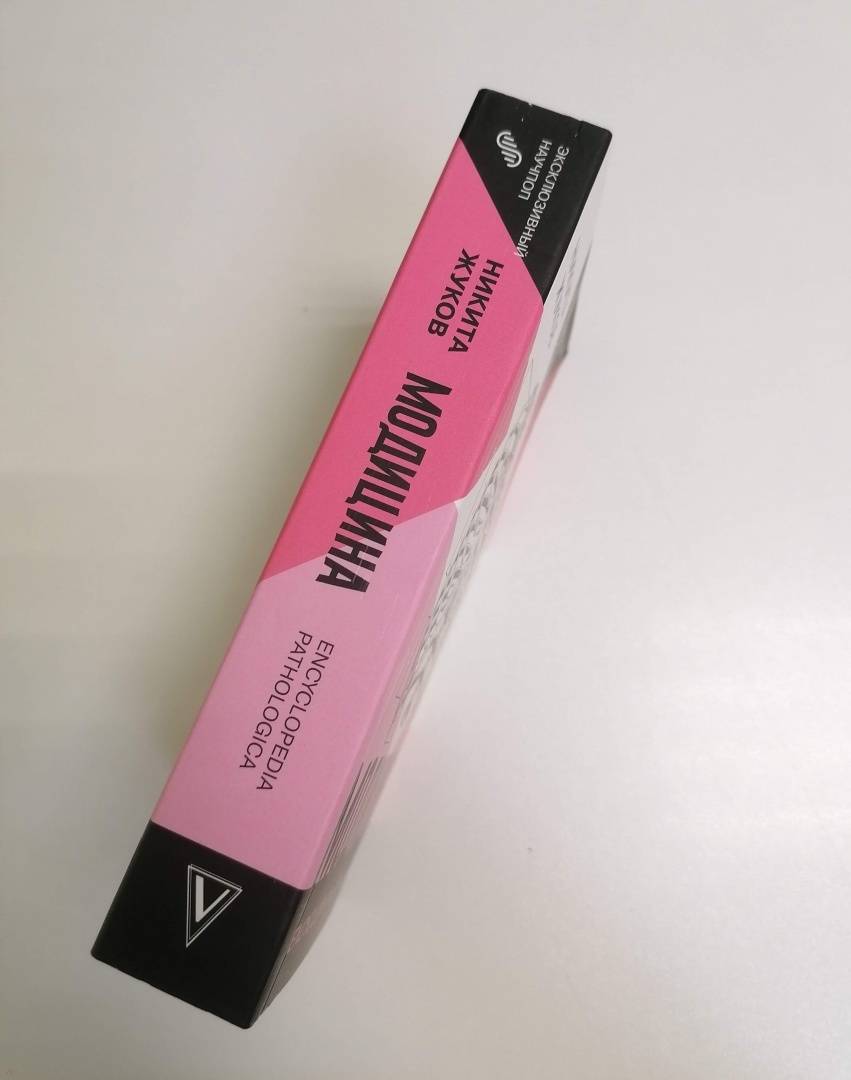 ЭКСКЛЮЗИВНЫЙ
НАУЧПОП
НИКИТА
ЖУКОВ
МОДИЦИНА
ENCYCLOPEDIA
PATHOLOGICA